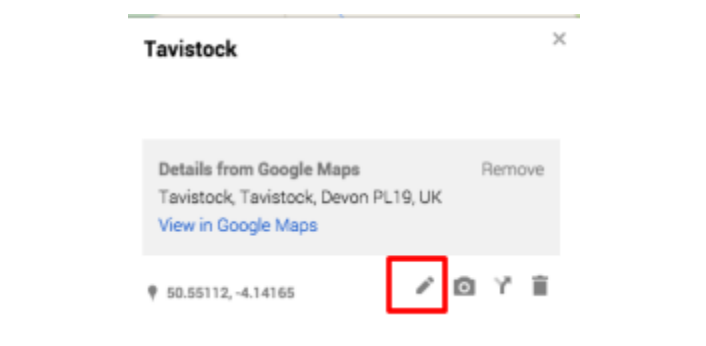 Tavistock
Details from Google Maps Remove
Tavistock, Tavistock, Devon PL19, UK
View in Google Maps
50.55112, -4.14165